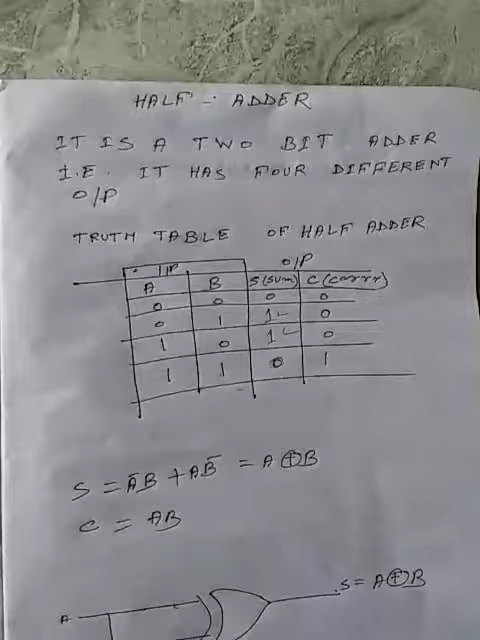 HALF - ADDER
IT IS A TWO BIT ADDER
I.E. IT HAS FOUR DIFFERENT
O/P
TRUTH TABLE OF HALF ADDER
I/P O/P
A B S(SUM) C(carry)
0 0 0 0
0 1 1 0
1 0 1 0
1 1 0 1
S = A̅B + AB̅ = A⊕B
C = AB
S = A⊕B
A